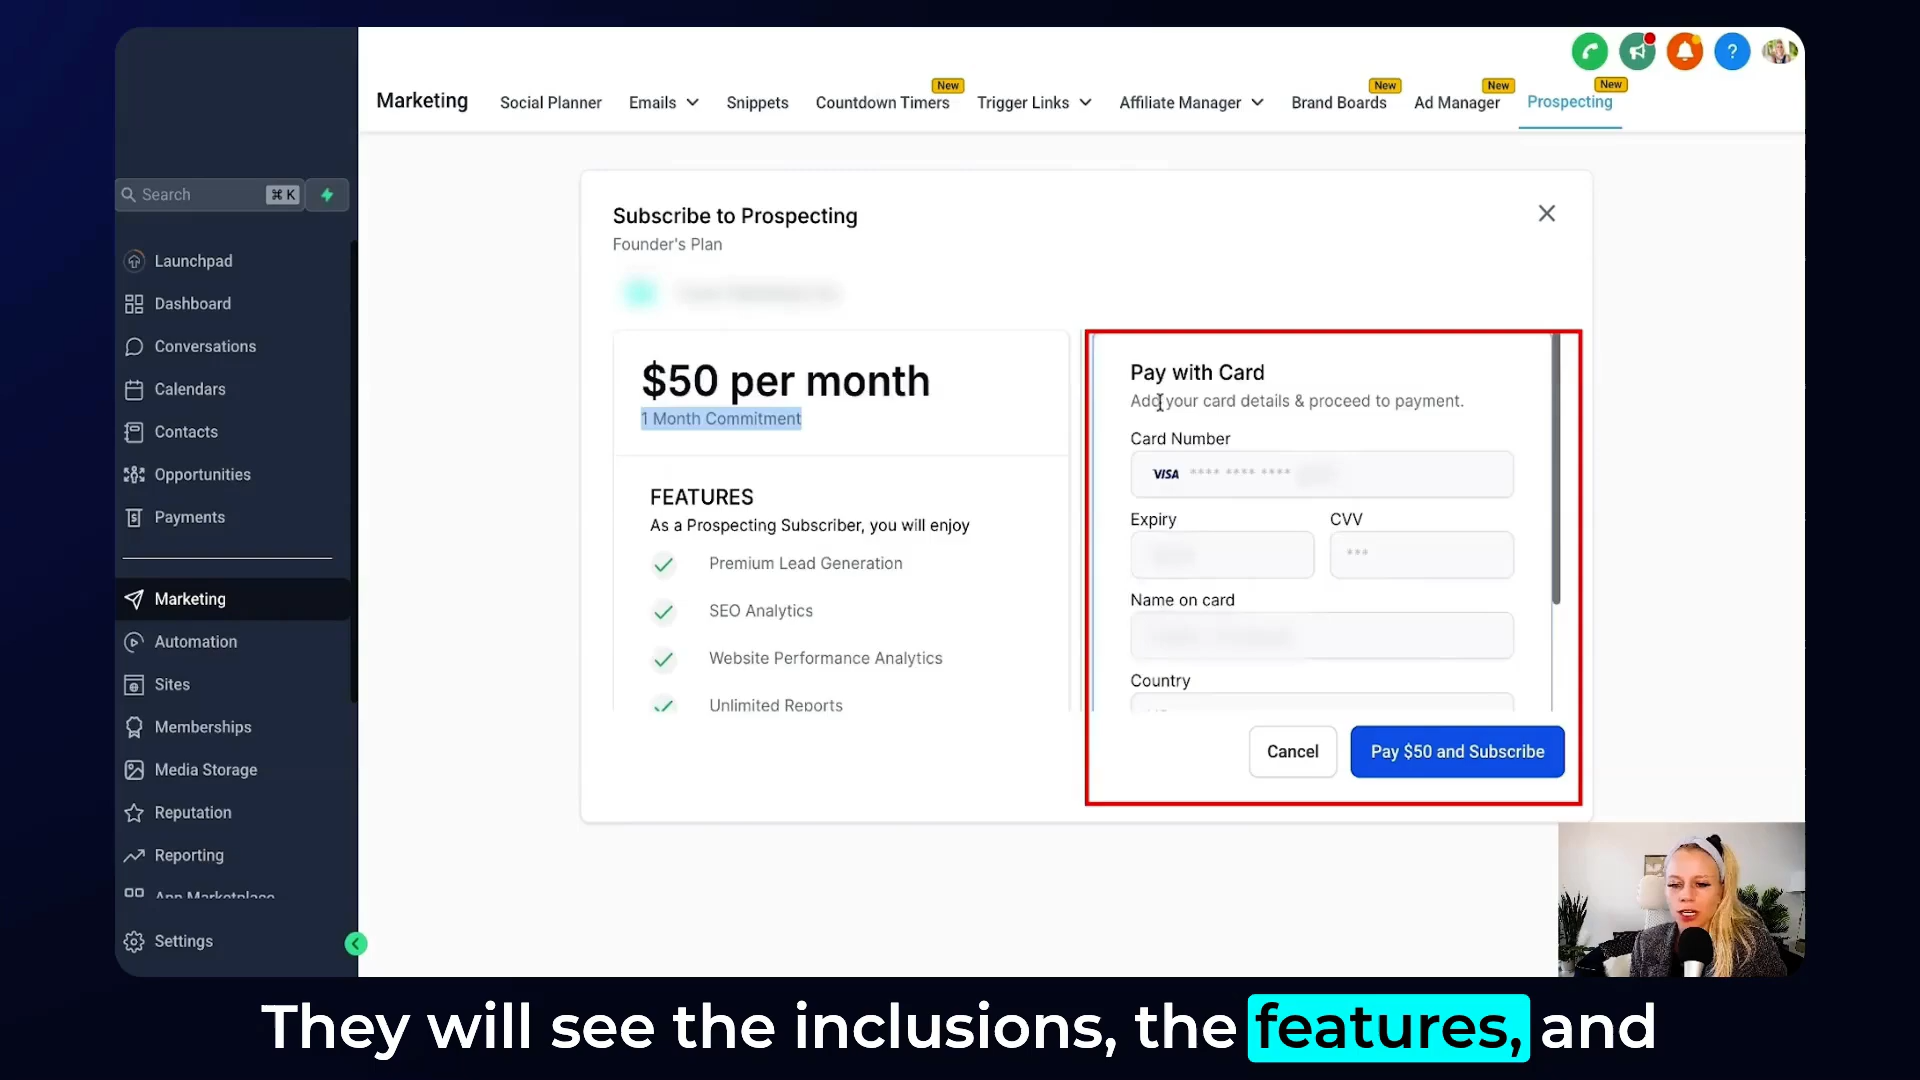 Marketing
Social Planner
Emails
Snippets
Countdown Timers
New
Trigger Links
Affiliate Manager
Brand Boards
New
Ad Manager
New
Prospecting
New
?
Search
⌘ K
Launchpad
Dashboard
Conversations
Calendars
Contacts
Opportunities
Payments
Marketing
Automation
Sites
Memberships
Media Storage
Reputation
Reporting
App Marketplace
Settings
Subscribe to Prospecting
Founder's Plan
$50 per month
1 Month Commitment
FEATURES
As a Prospecting Subscriber, you will enjoy
Premium Lead Generation
SEO Analytics
Website Performance Analytics
Unlimited Reports
Pay with Card
Add your card details & proceed to payment.
Card Number
VISA **** **** ****
Expiry
CVV
***
Name on card
Country
Cancel
Pay $50 and Subscribe
They will see the inclusions, the features, and